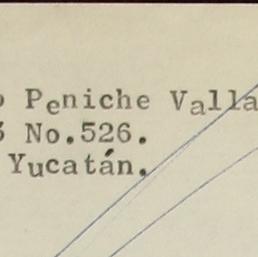 Peniche Valla
No.526.
Yucatán.